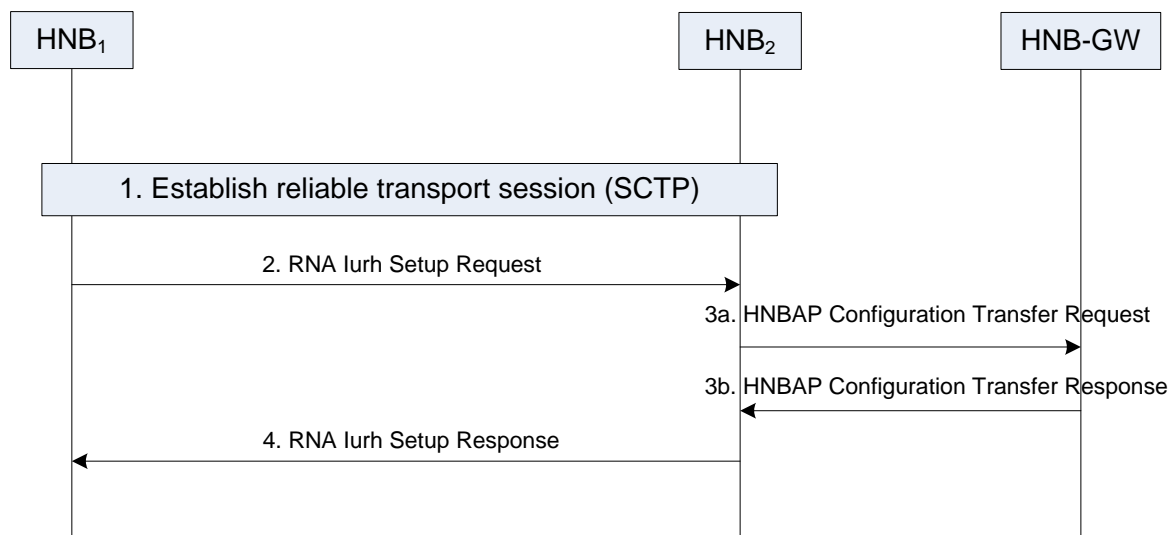 HNB₁
HNB₂
HNB-GW
1. Establish reliable transport session (SCTP)
2. RNA Iurh Setup Request
3a. HNBAP Configuration Transfer Request
3b. HNBAP Configuration Transfer Response
4. RNA Iurh Setup Response